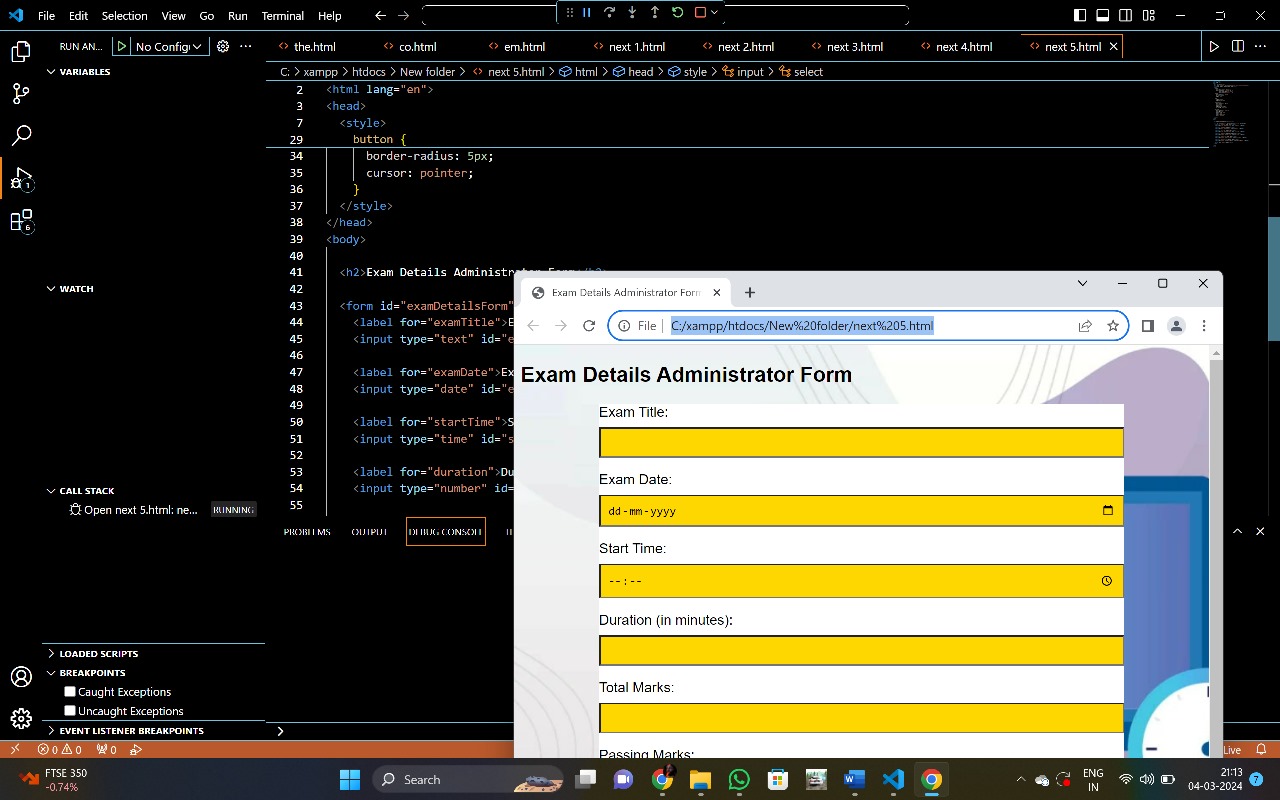 File Edit Selection View Go Run Terminal Help
RUN AN... No Config
the.html co.html em.html next 1.html next 2.html next 3.html next 4.html next 5.html
VARIABLES
C: > xampp > htdocs > New folder > next 5.html > html > head > style > input > select
2 <html lang="en">
3 <head>
7 <style>
29 button {
34 border-radius: 5px;
35 cursor: pointer;
36 }
37 </style>
38 </head>
39 <body>
40
41 <h2>Exam Details Administrator Form</h2>
42
43 <form id="examDetailsForm"
44 <label for="examTitle">E
45 <input type="text" id="e
46
47 <label for="examDate">Ex
48 <input type="date" id="e
49
50 <label for="startTime">S
51 <input type="time" id="s
52
53 <label for="duration">Du
54 <input type="number" id=
55
WATCH
CALL STACK
Open next 5.html: ne... RUNNING
1
6
PROBLEMS OUTPUT DEBUG CONSOLE
LOADED SCRIPTS
BREAKPOINTS
Caught Exceptions
Uncaught Exceptions
EVENT LISTENER BREAKPOINTS
0 0 0
Live
Exam Details Administrator Form
File C:/xampp/htdocs/New%20folder/next%205.html
Exam Details Administrator Form
Exam Title:
Exam Date:
dd-mm-yyyy
Start Time:
--:--
Duration (in minutes):
Total Marks:
Passing Marks:
FTSE 350
-0.74%
Search
ENG
IN
21:13
04-03-2024
7